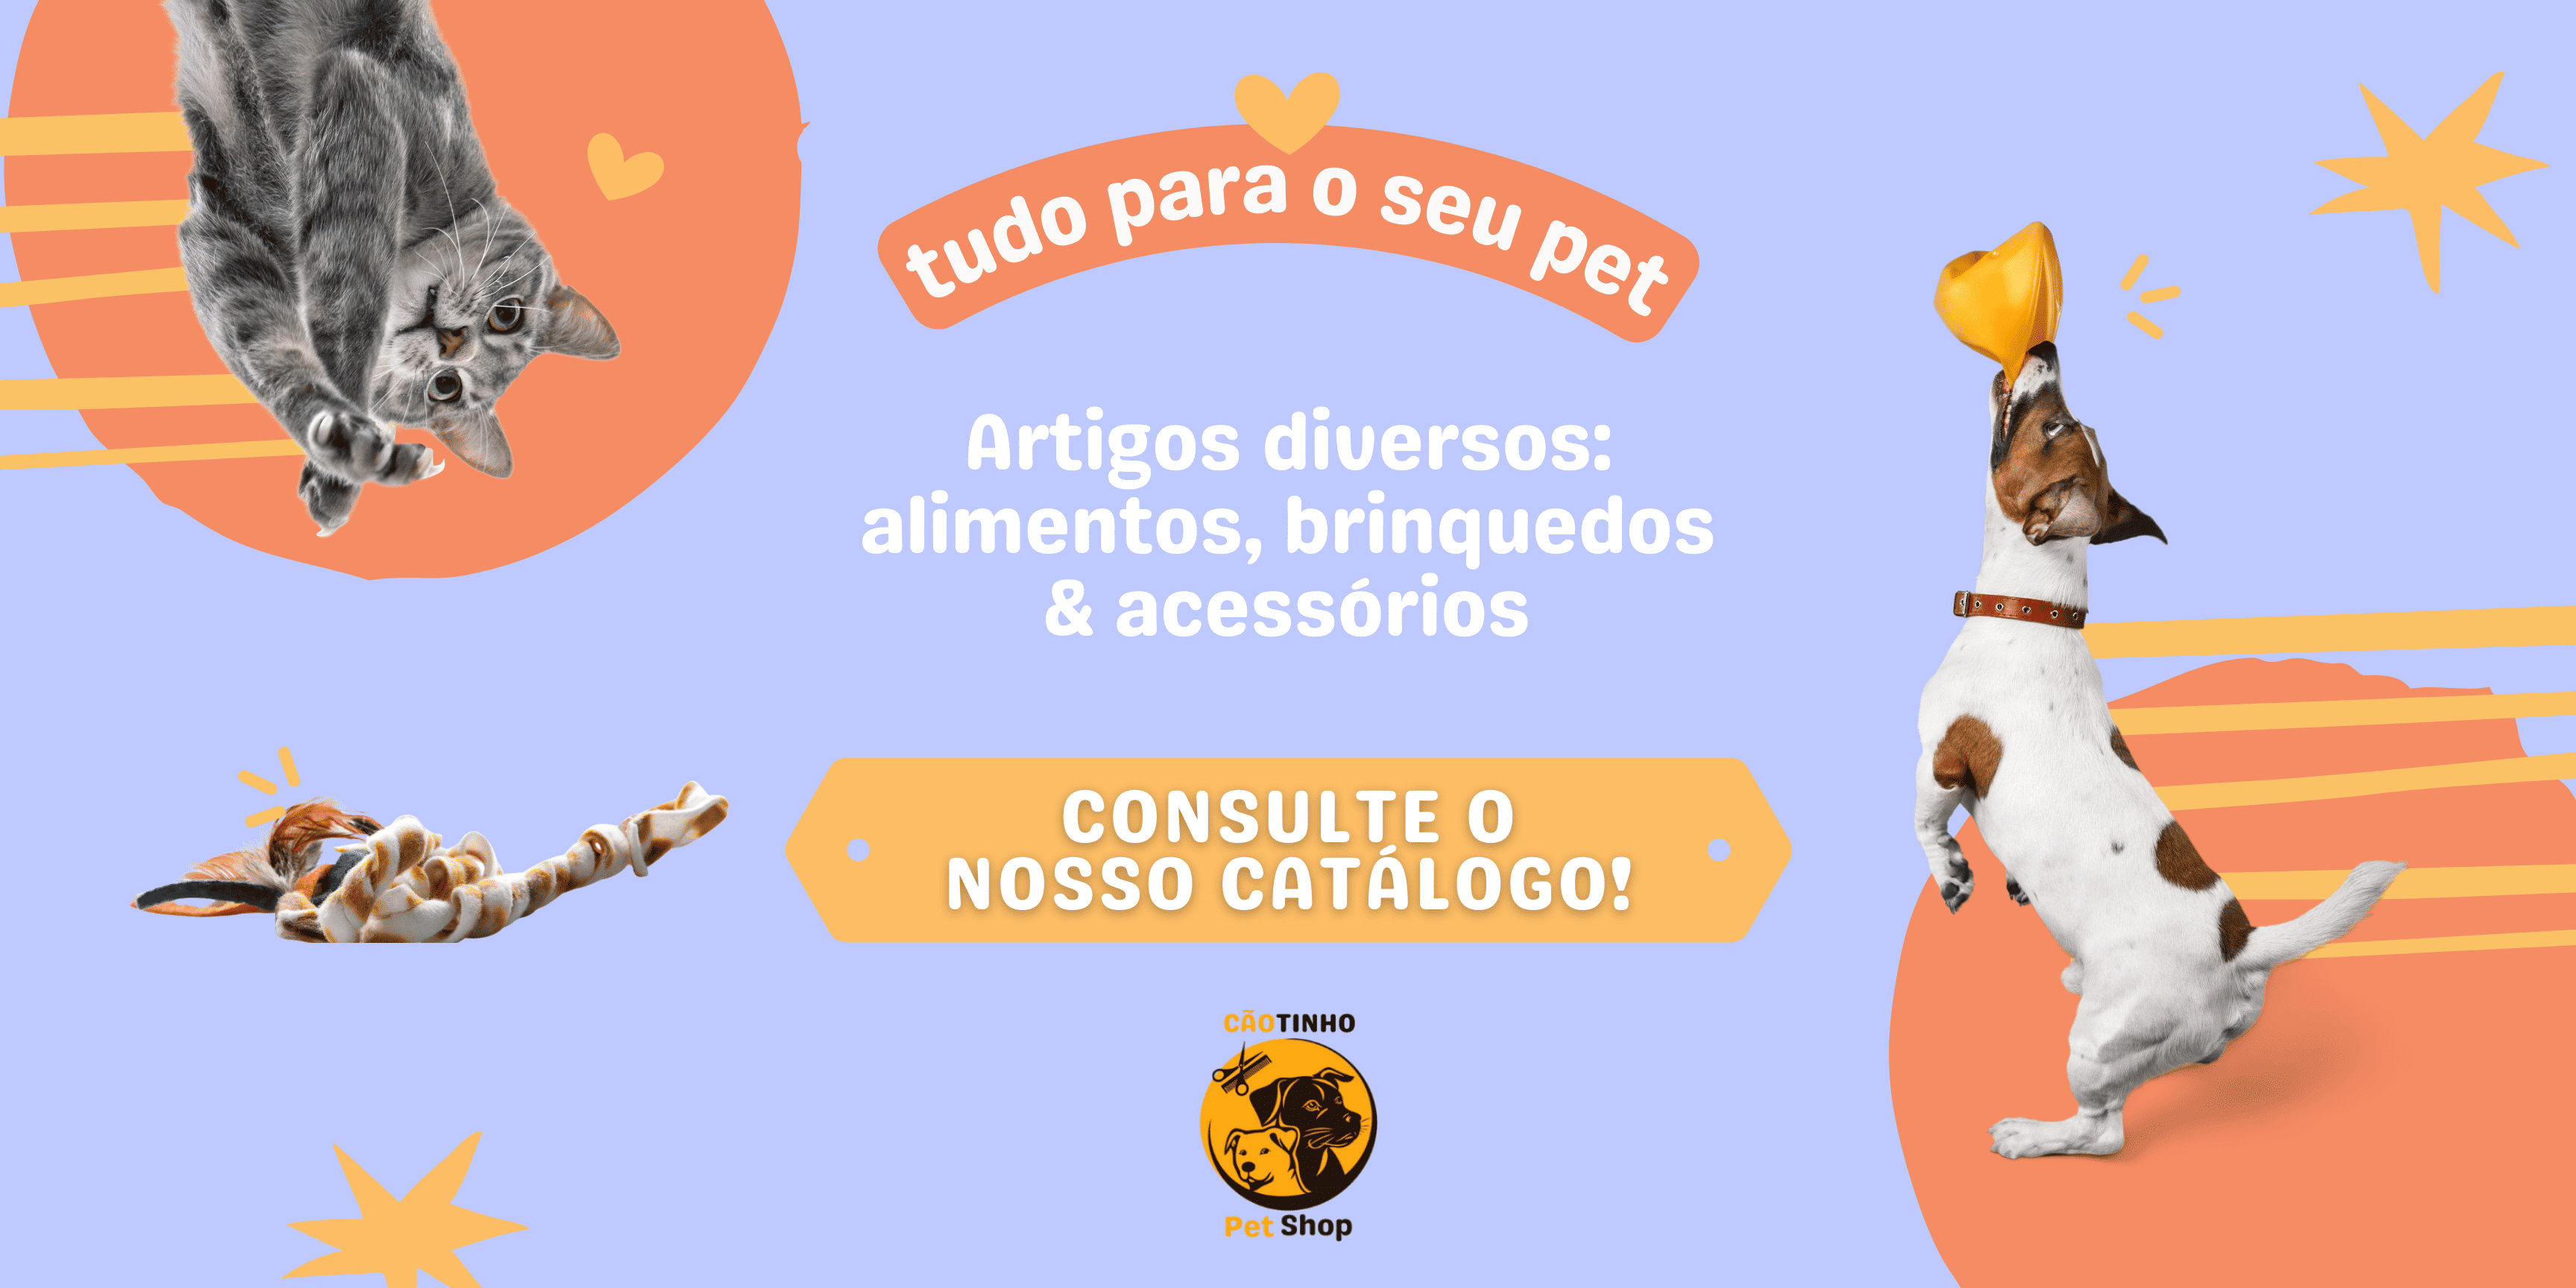 tudo para o seu pet
Artigos diversos:
alimentos, brinquedos
& acessórios
CONSULTE O
NOSSO CATÁLOGO!
CÃOTINHO
Pet Shop